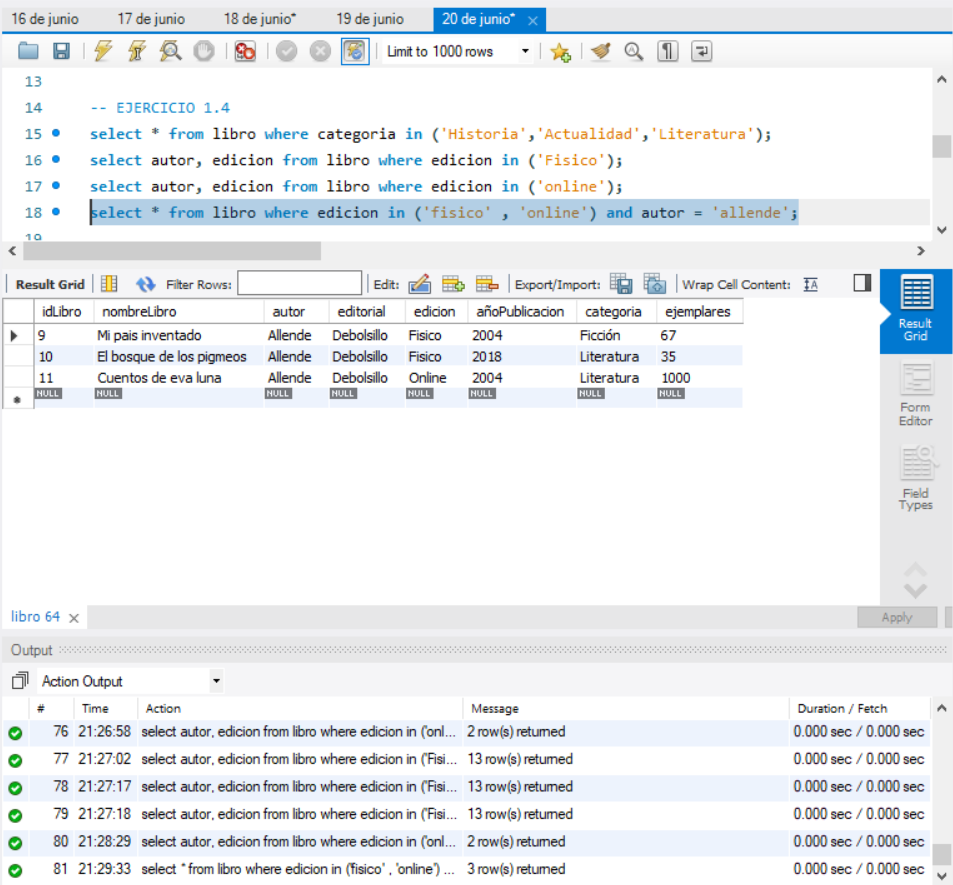 16 de junio 17 de junio 18 de junio* 19 de junio 20 de junio* ×
Limit to 1000 rows
13
14 -- EJERCICIO 1.4
15 select * from libro where categoria in ('Historia','Actualidad','Literatura');
16 select autor, edicion from libro where edicion in ('Fisico');
17 select autor, edicion from libro where edicion in ('online');
18 select * from libro where edicion in ('fisico' , 'online') and autor = 'allende';
19
Result Grid Filter Rows: Edit: Export/Import: Wrap Cell Content: IA
idLibro nombreLibro autor editorial edicion añoPublicacion categoria ejemplares
9 Mi pais inventado Allende Debolsillo Fisico 2004 Ficción 67
10 El bosque de los pigmeos Allende Debolsillo Fisico 2018 Literatura 35
11 Cuentos de eva luna Allende Debolsillo Online 2004 Literatura 1000
NULL NULL NULL NULL NULL NULL NULL NULL
Result
Grid
Form
Editor
Field
Types
libro 64 ×
Apply
Output
Action Output
# Time Action Message Duration / Fetch
76 21:26:58 select autor, edicion from libro where edicion in ('onl... 2 row(s) returned 0.000 sec / 0.000 sec
77 21:27:02 select autor, edicion from libro where edicion in ('Fisi... 13 row(s) returned 0.000 sec / 0.000 sec
78 21:27:17 select autor, edicion from libro where edicion in ('Fisi... 13 row(s) returned 0.000 sec / 0.000 sec
79 21:27:18 select autor, edicion from libro where edicion in ('Fisi... 13 row(s) returned 0.000 sec / 0.000 sec
80 21:28:29 select autor, edicion from libro where edicion in ('onl... 2 row(s) returned 0.000 sec / 0.000 sec
81 21:29:33 select * from libro where edicion in ('fisico' , 'online') ... 3 row(s) returned 0.000 sec / 0.000 sec